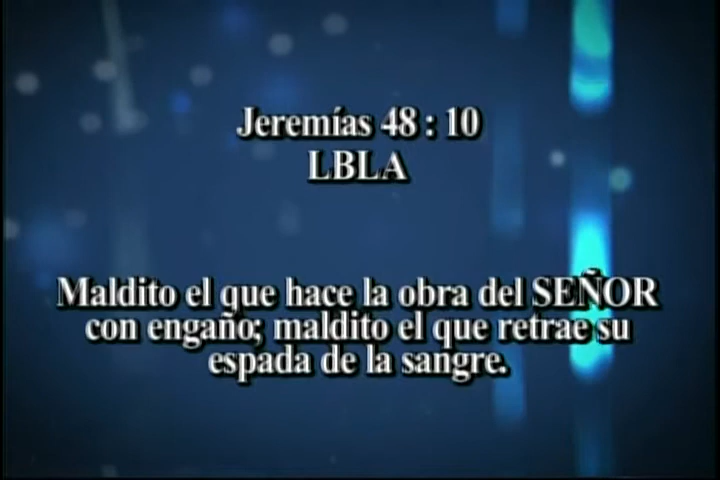 Jeremías 48 : 10
LBLA
Maldito el que hace la obra del SEÑOR
con engaño; maldito el que retrae su
espada de la sangre.